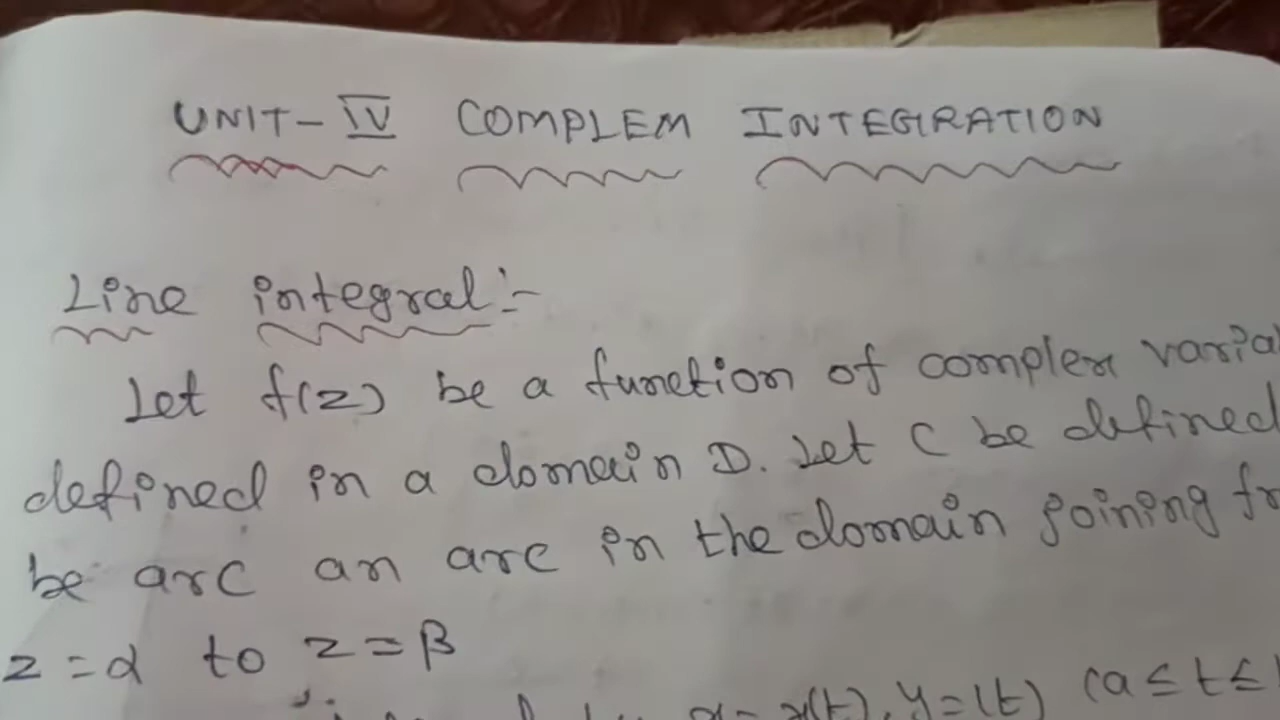 UNIT-IV COMPLEM INTEGRATION
Line integral:-
Let f(z) be a function of complex varia
defined in a domain D. Let C be defined
be arc an arc in the domain joining fr
z=α to z=β
x=x(t), y=(t) (a≤t≤